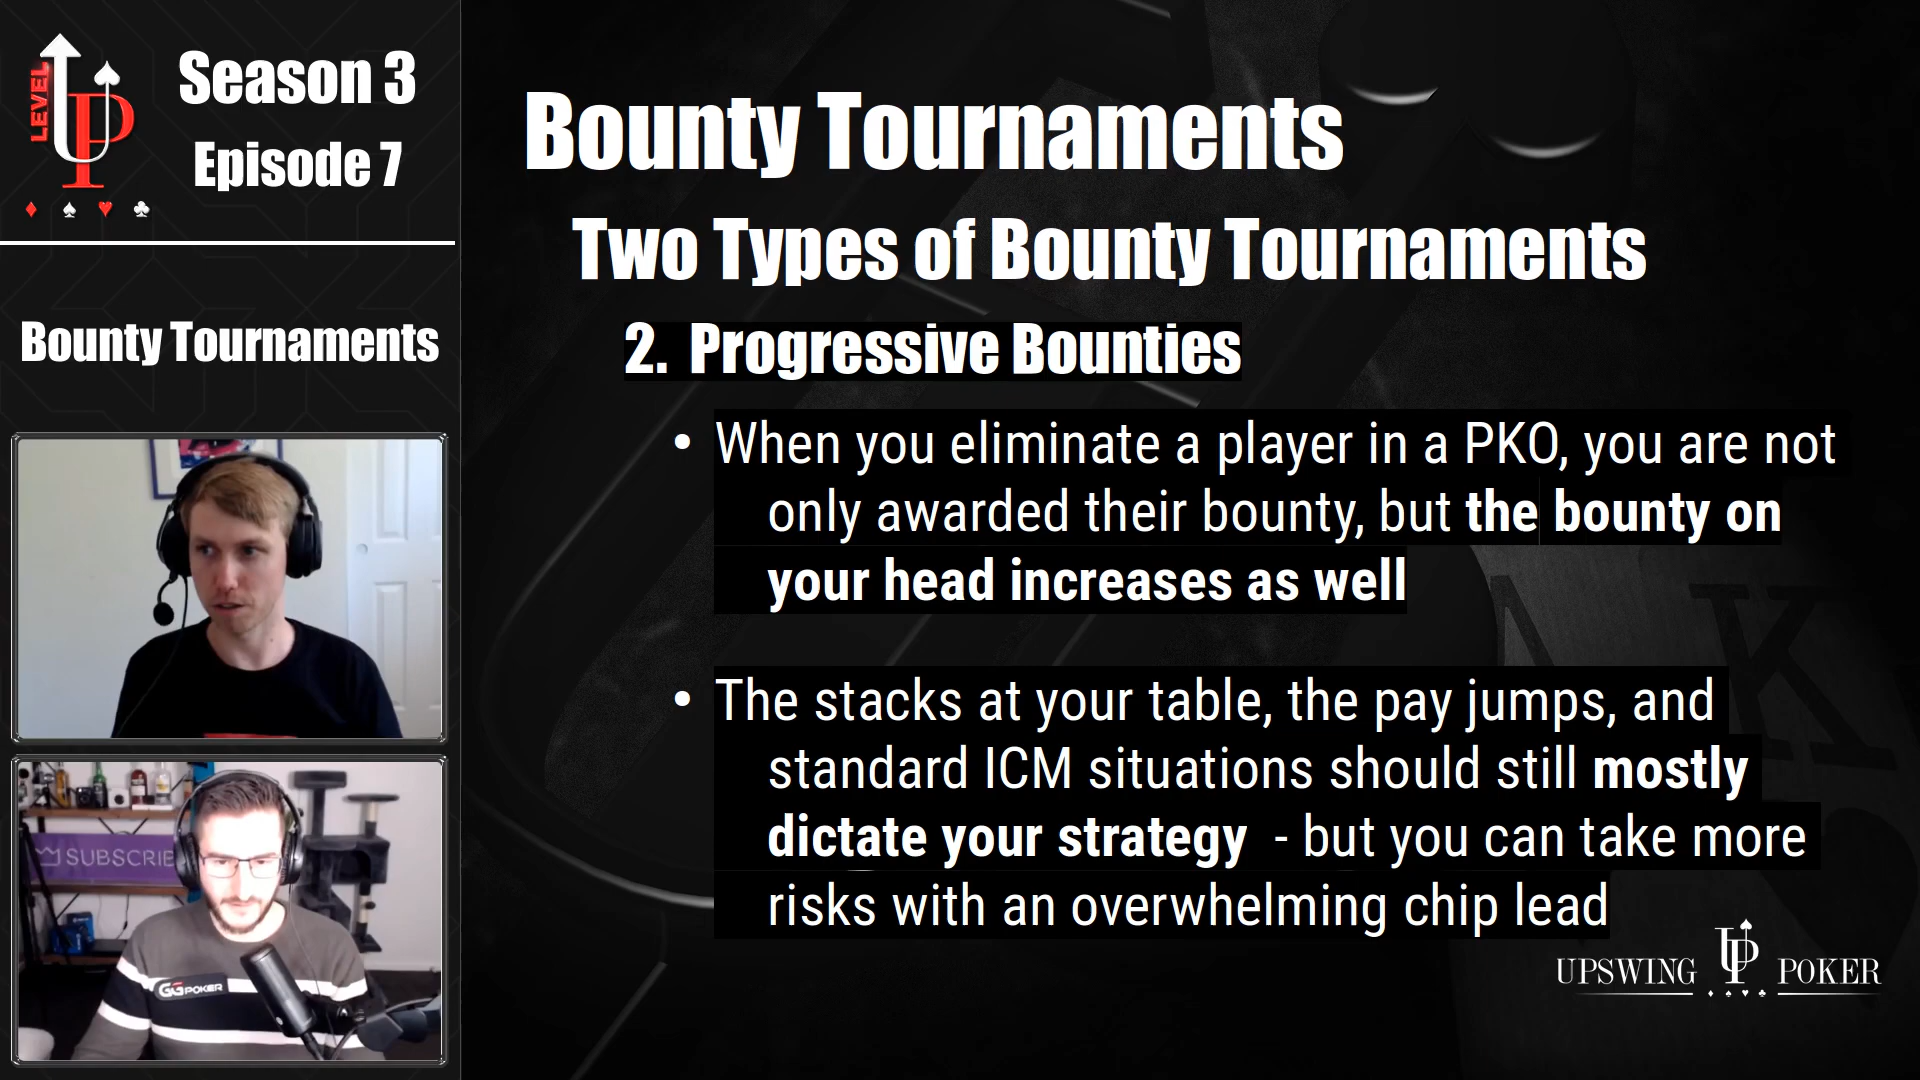 LEVEL
UP
Season 3
Episode 7
Bounty Tournaments
SUBSCRIB
GGPOKER
Bounty Tournaments
Two Types of Bounty Tournaments
2. Progressive Bounties
• When you eliminate a player in a PKO, you are not
only awarded their bounty, but the bounty on
your head increases as well
• The stacks at your table, the pay jumps, and
standard ICM situations should still mostly
dictate your strategy - but you can take more
risks with an overwhelming chip lead
K
UPSWING UP POKER